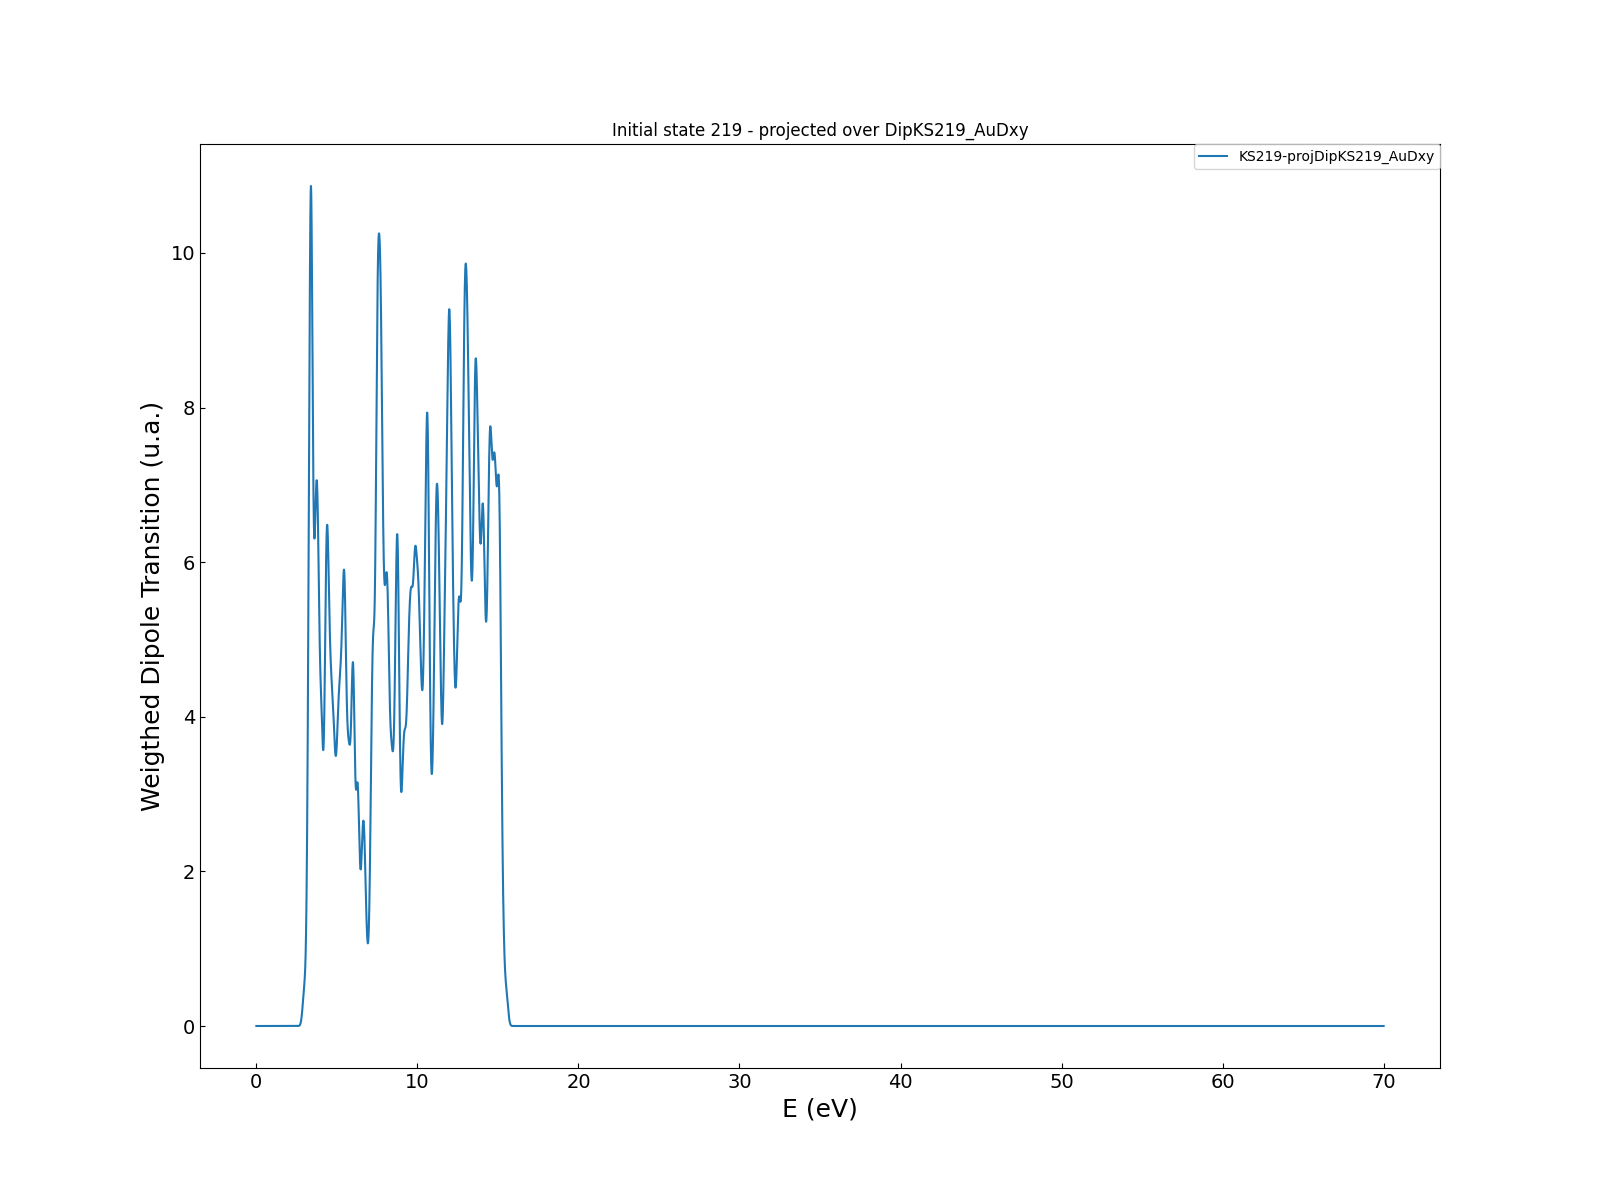 Initial state 219 - projected over DipKS219_AuDxy
KS219-projDipKS219_AuDxy
Weigthed Dipole Transition (u.a.)
10
8
6
4
2
0
0 10 20 30 40 50 60 70
E (eV)